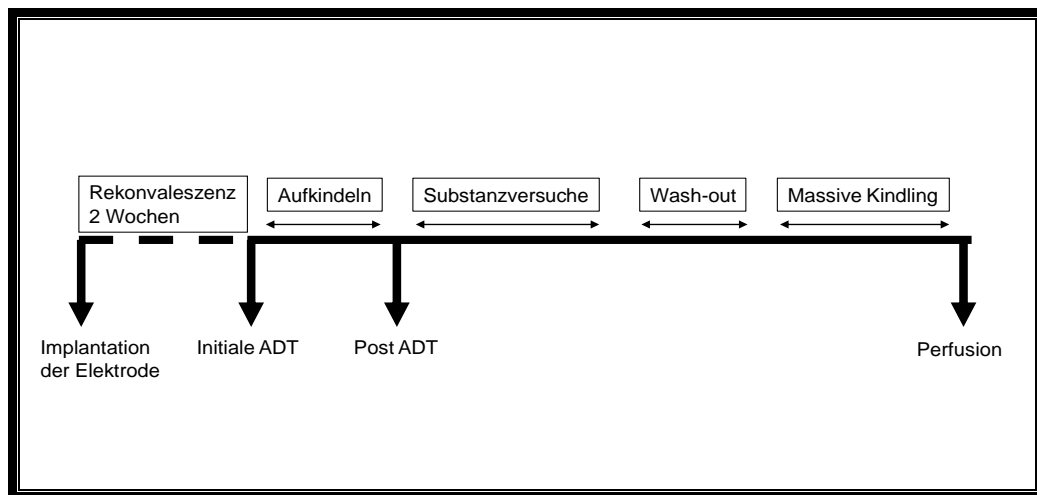 Rekonvaleszenz
2 Wochen
Aufkindeln
Substanzversuche
Wash-out
Massive Kindling
Implantation
der Elektrode
Initiale ADT
Post ADT
Perfusion